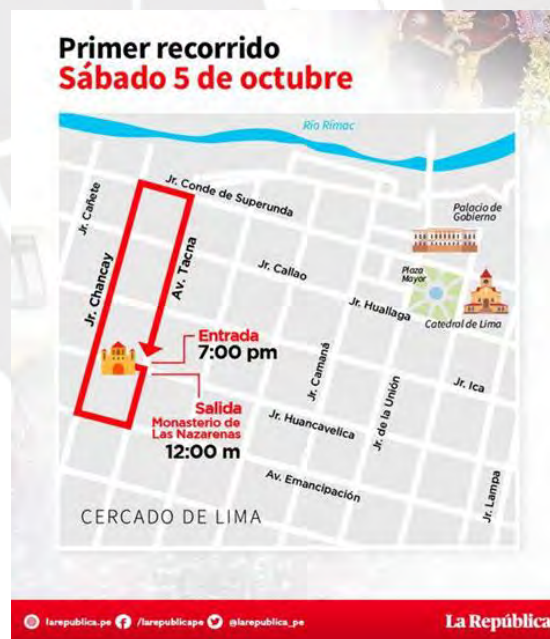 Primer recorrido
Sábado 5 de octubre
Río Rímac
Jr. Conde de Superunda
Jr. Cañete
Palacio de
Gobierno
Av. Tacna
Jr. Callao
Plaza
Mayor
Jr. Chancay
Jr. Huallaga
Catedral de Lima
Entrada
7:00 pm
Jr. Camaná
Jr. Ica
Jr. de la Unión
Salida
Monasterio de
Las Nazarenas
12:00 m
Jr. Huancavelica
Av. Emancipación
Jr. Lampa
CERCADO DE LIMA
larepublica.pe /larepublicape @larepublica_pe
La República